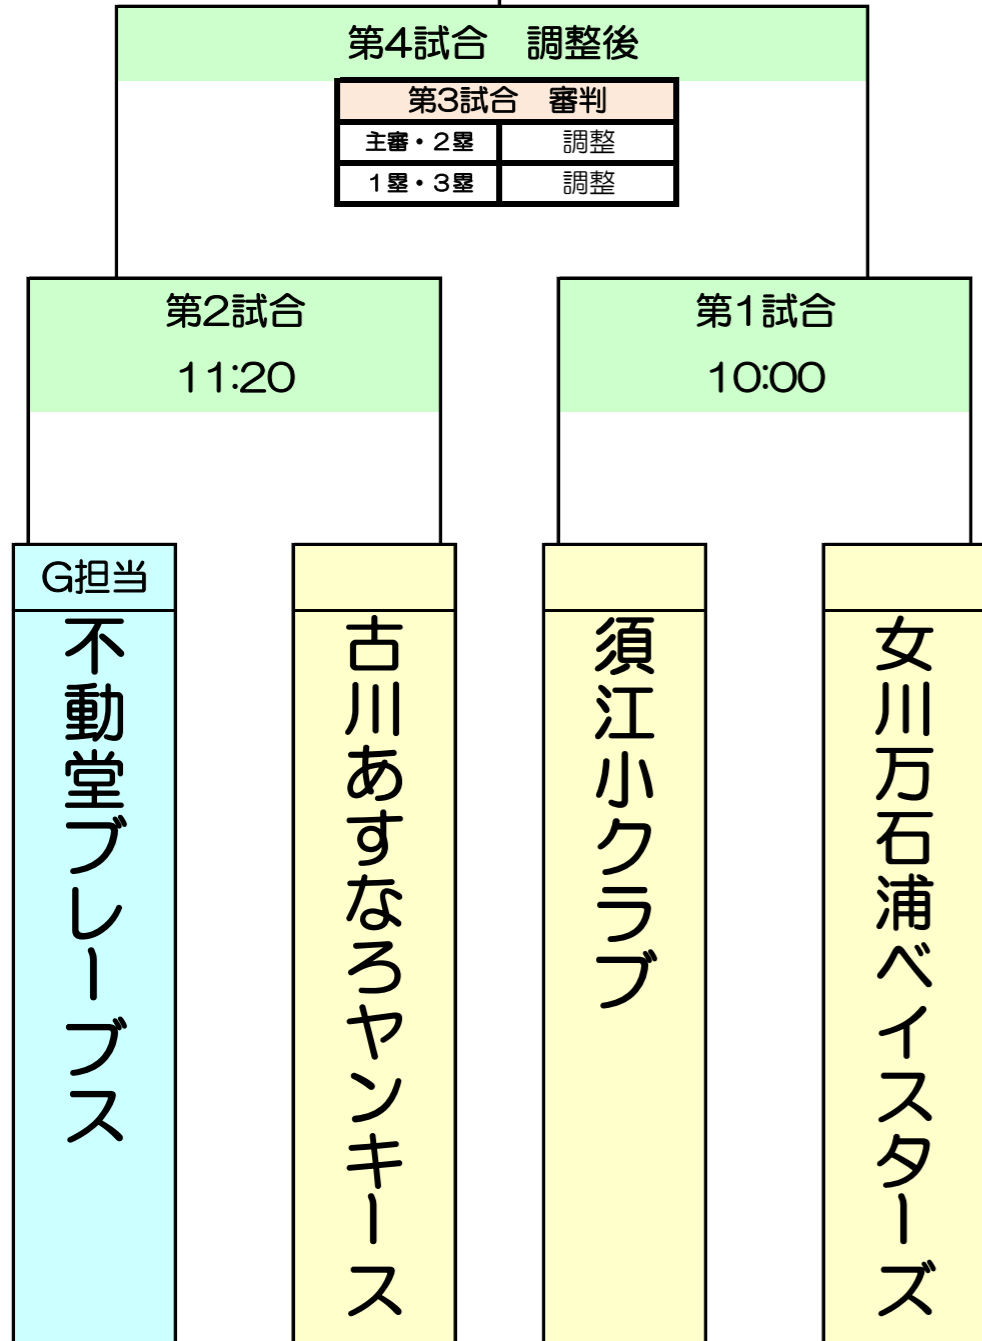 第4試合　調整後
第3試合　審判
主審・2塁　調整
1塁・3塁　調整
第2試合
11:20
第1試合
10:00
G担当
不動堂ブレーブス
古川あすなろヤンキース
須江小クラブ
女川万石浦ベイスターズ